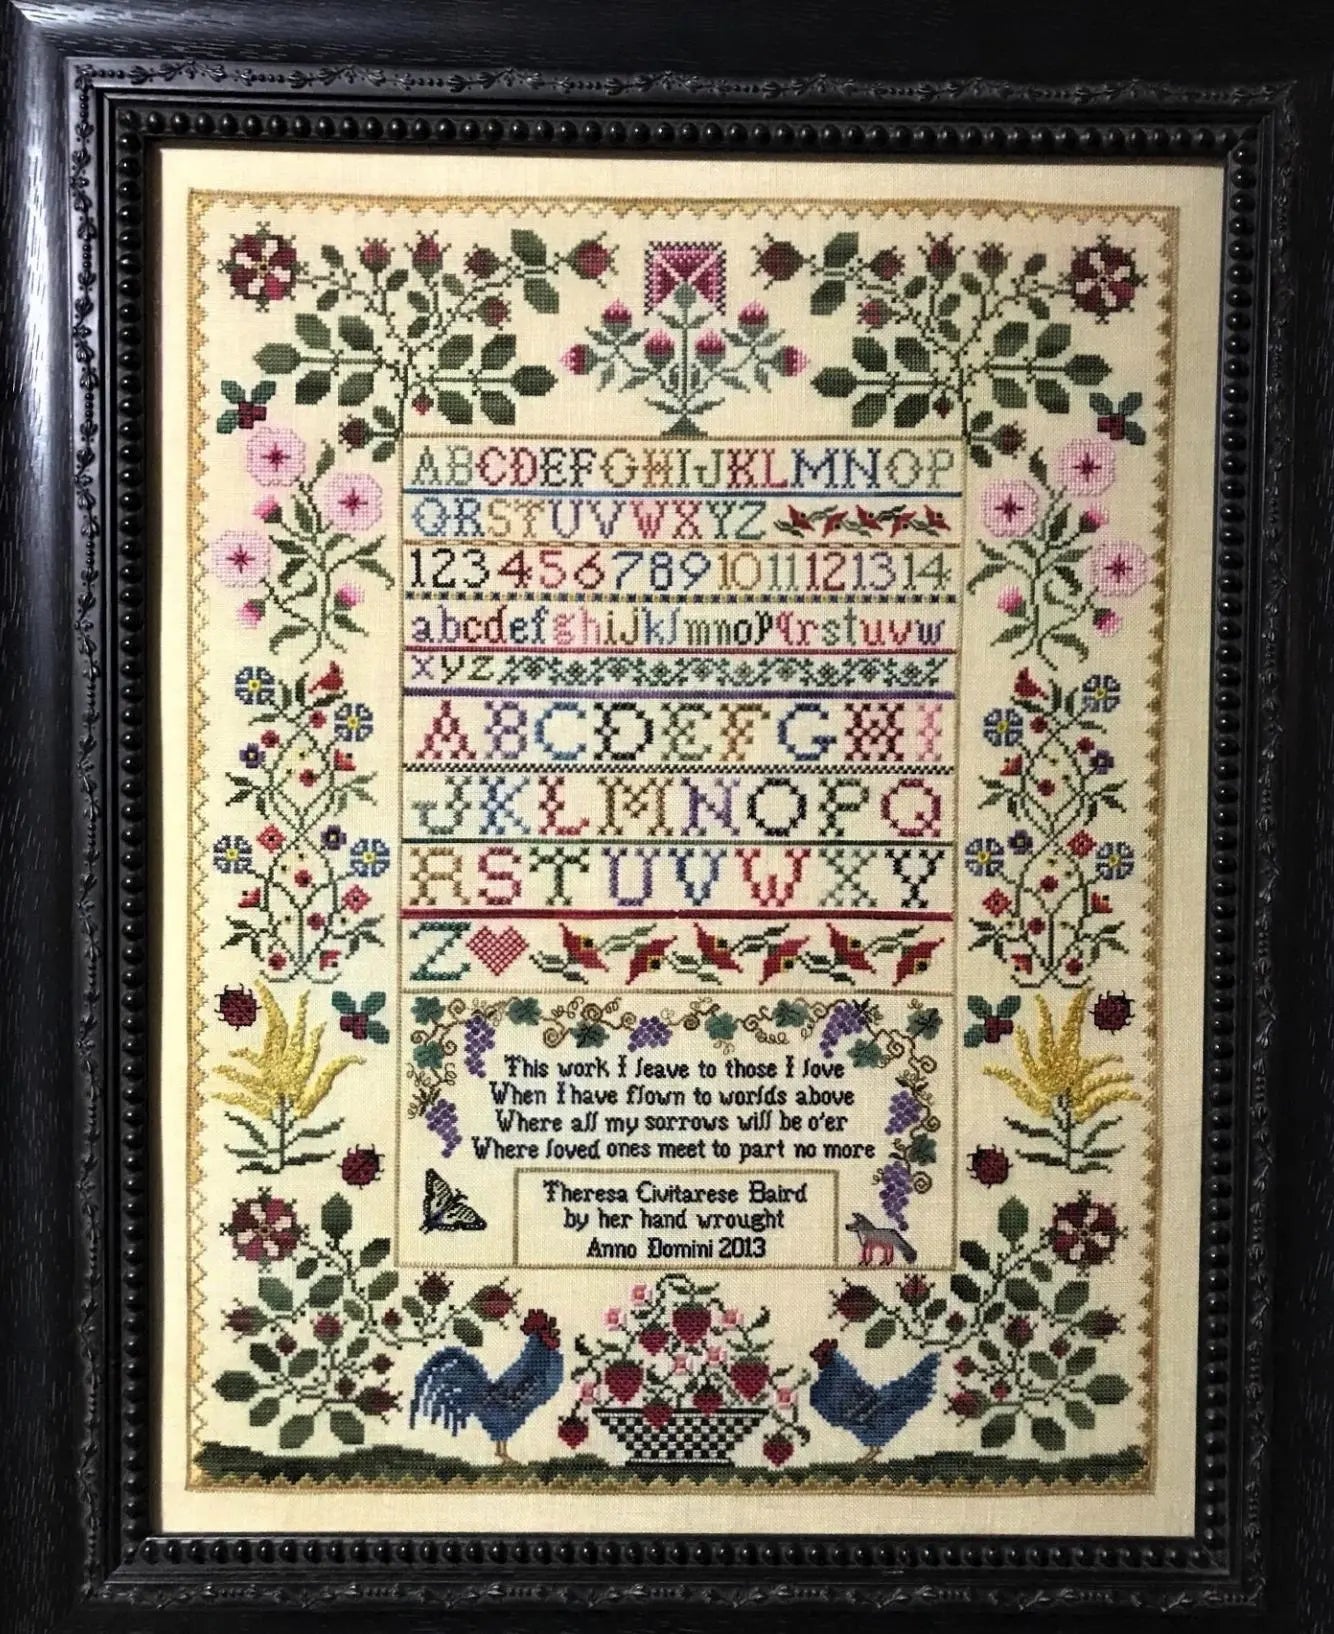 ABCDEFGHIJKLMNOP
QRSTUVWXYZ
1234567891011121314
abcdefghijklmnopqrstuvw
xyz
ABCDEFGHI
JKLMNOPQ
RSTUVWXY
Z
This work I leave to those I love
When I have flown to worlds above
Where all my sorrows will be o'er
Where loved ones meet to part no more
Theresa Civitarese Baird
by her hand wrought
Anno Domini 2013